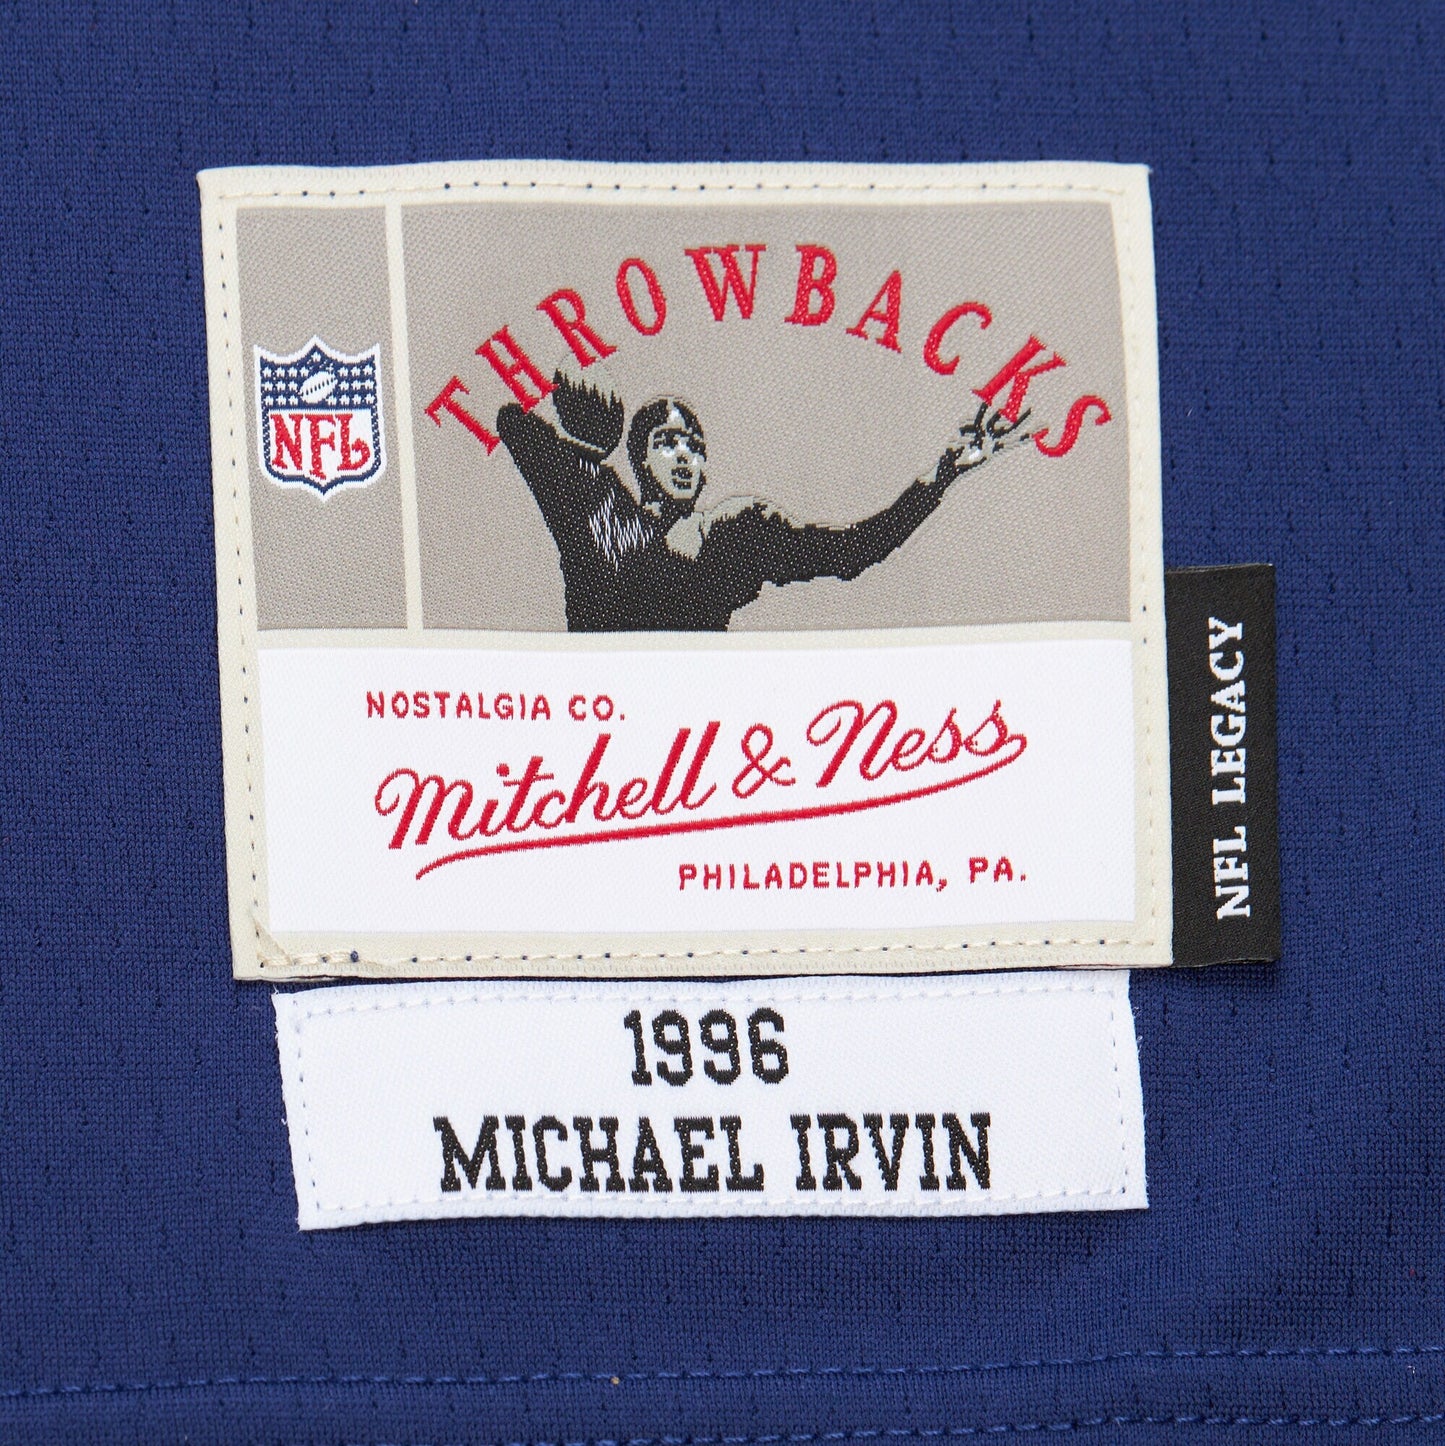 THROWBACKS
NFL
NOSTALGIA CO.
Mitchell & Ness
PHILADELPHIA, PA.
NFL LEGACY
1996
MICHAEL IRVIN